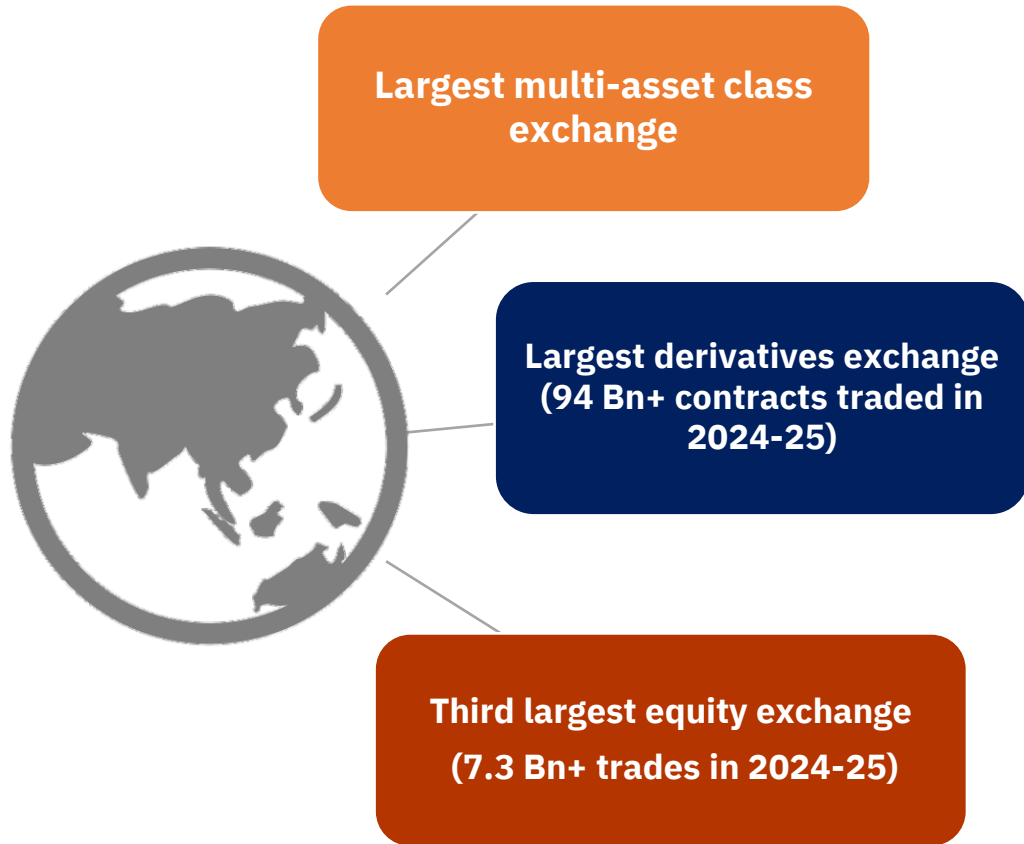 Largest multi-asset class
exchange
Largest derivatives exchange
(94 Bn+ contracts traded in
2024-25)
Third largest equity exchange
(7.3 Bn+ trades in 2024-25)